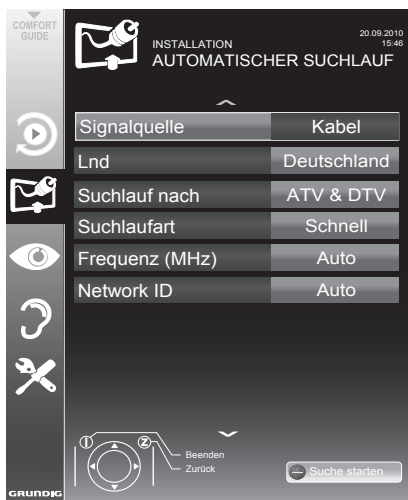 COMFORT
GUIDE
20.09.2010
15:46
INSTALLATION
AUTOMATISCHER SUCHLAUF
Signalquelle Kabel
Lnd Deutschland
Suchlauf nach ATV & DTV
Suchlaufart Schnell
Frequenz (MHz) Auto
Network ID Auto
Beenden
Zurück
Suche starten
GRUNDIG